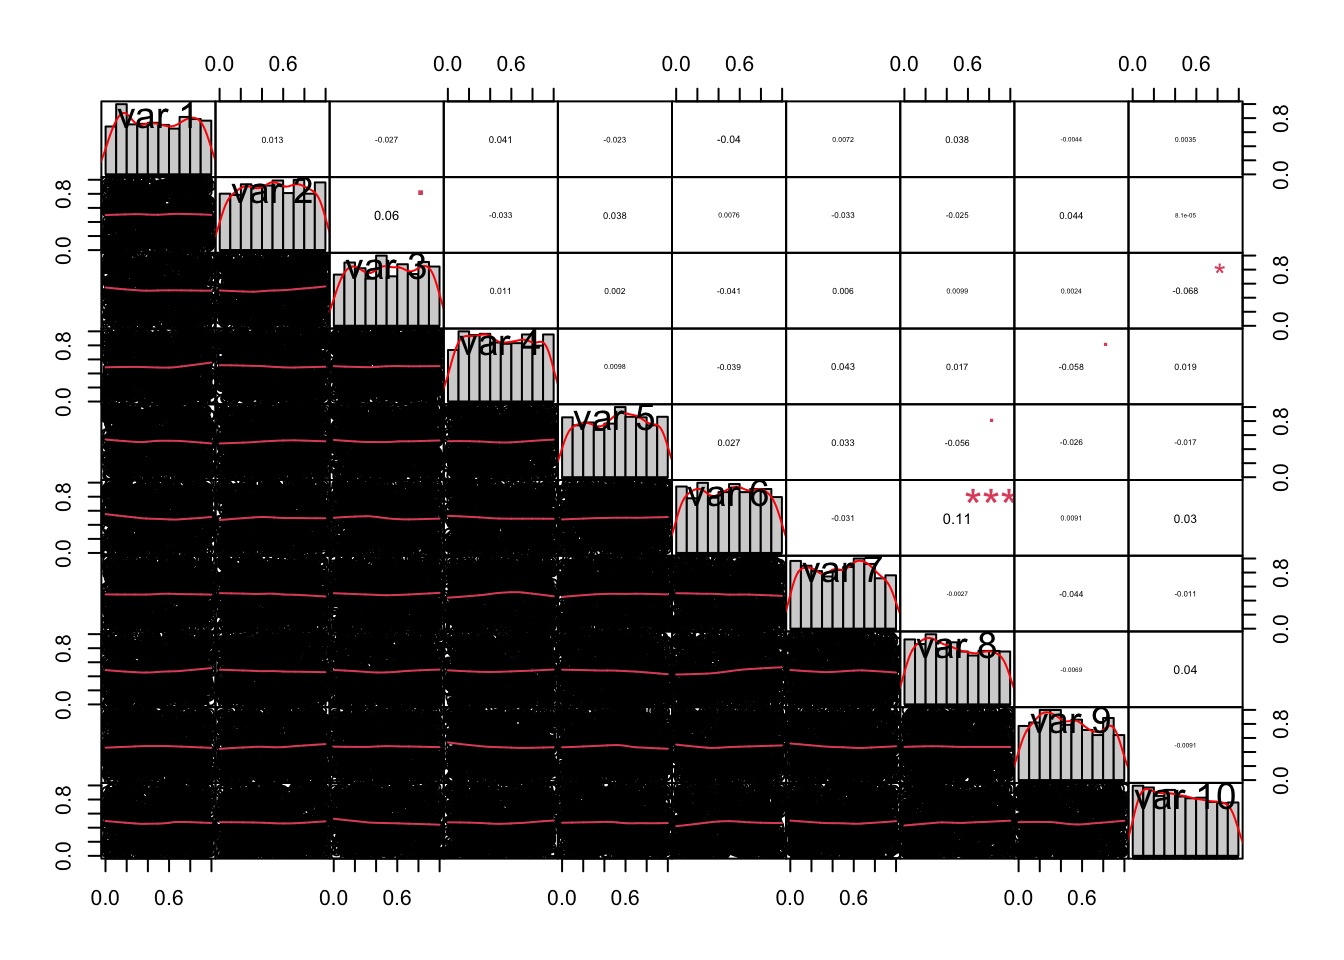 0.0 0.6 0.0 0.6 0.0 0.6 0.0 0.6 0.0 0.6
var 1 0.013 -0.027 0.041 -0.023 -0.04 0.0072 0.038 -0.0044 0.0035 0.0 0.8
0.0 0.8 var 2 0.06 . -0.033 0.038 0.0076 -0.033 -0.025 0.044 8.1e-05
var 3 0.011 0.002 -0.041 0.006 0.0099 0.0024 -0.068 * 0.0 0.8
0.0 0.8 var 4 0.0098 -0.039 0.043 0.017 -0.058 . 0.019
var 5 0.027 0.033 -0.056 . -0.026 -0.017 0.0 0.8
0.0 0.8 var 6 -0.031 0.11 *** 0.0091 0.03
var 7 -0.0027 -0.044 -0.011 0.0 0.8
0.0 0.8 var 8 -0.0069 0.04
var 9 -0.0091 0.0 0.8
0.0 0.8 var 10
0.0 0.6 0.0 0.6 0.0 0.6 0.0 0.6 0.0 0.6